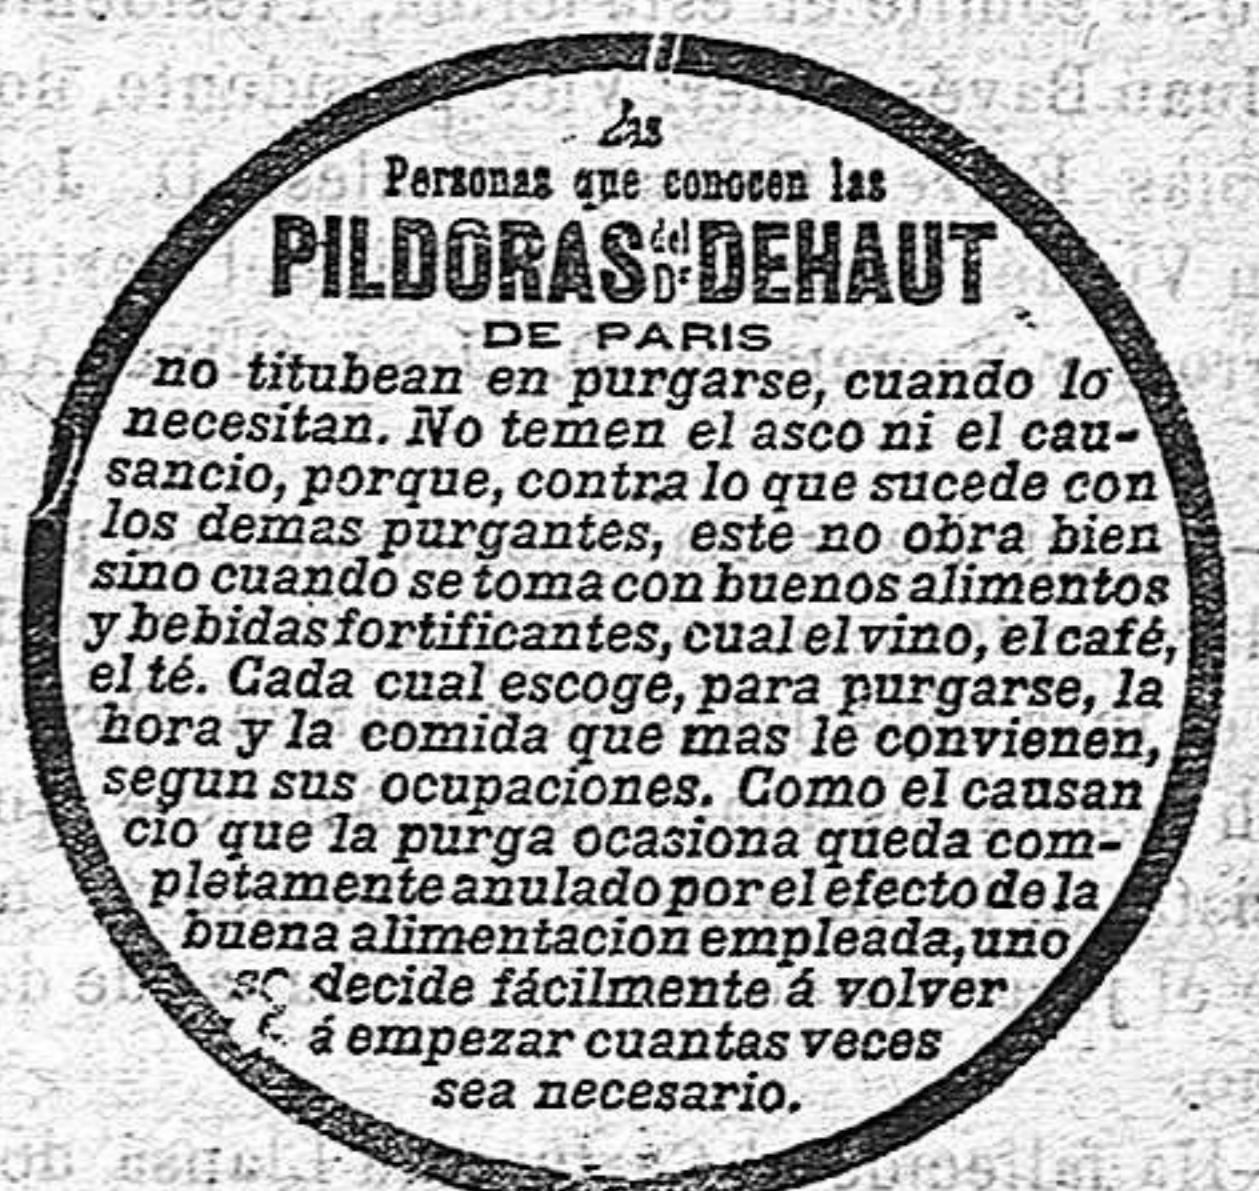 Las
Personas que conocen las
PILDORAS del Dr DEHAUT
DE PARIS
no titubean en purgarse, cuando lo
necesitan. No temen el asco ni el cau-
sancio, porque, contra lo que sucede con
los demas purgantes, este no obra bien
sino cuando se toma con buenos alimentos
y bebidas fortificantes, cual el vino, el café,
el té. Cada cual escoge, para purgarse, la
hora y la comida que mas le convienen,
segun sus ocupaciones. Como el causan
cio que la purga ocasiona queda com-
pletamente anulado por el efecto de la
buena alimentacion empleada, uno
se decide fácilmente á volver
á empezar cuantas veces
sea necesario.